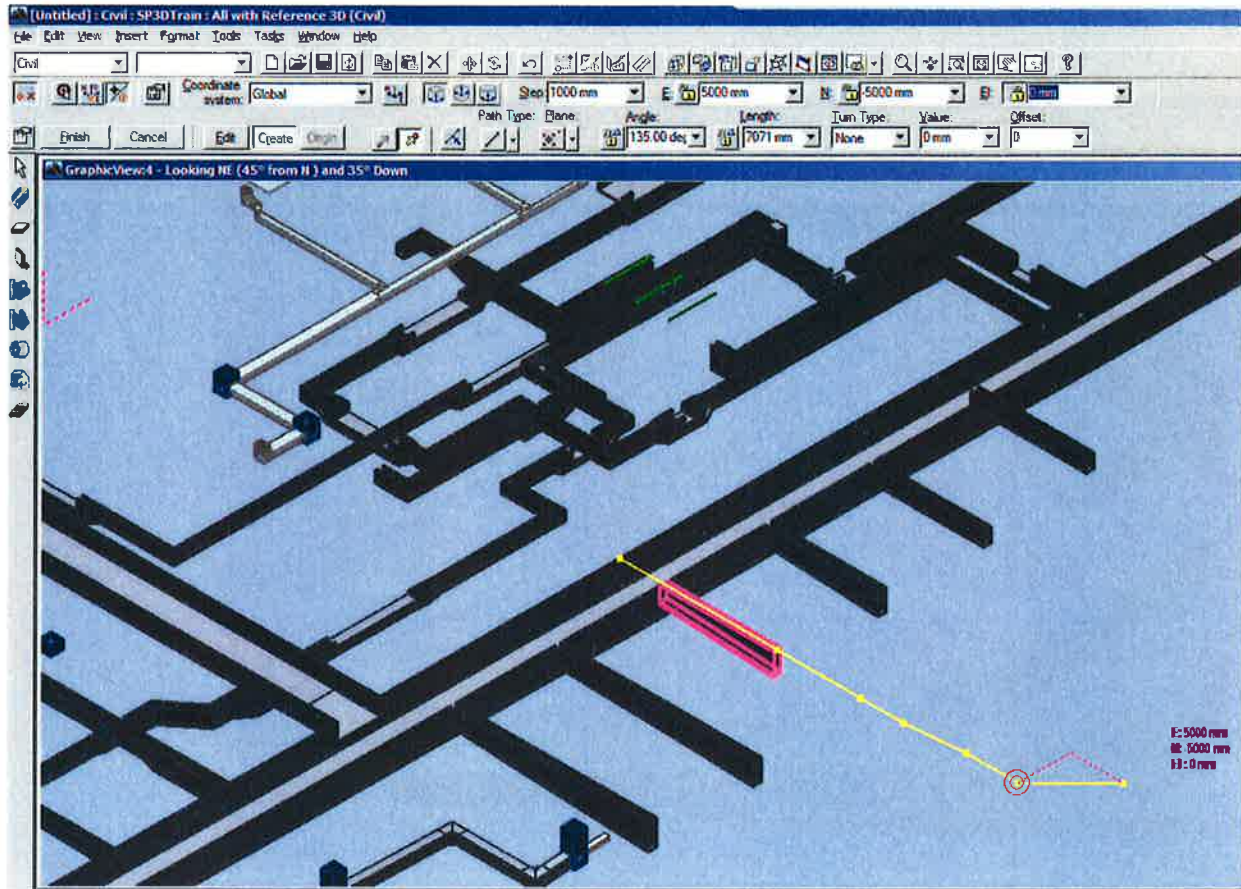 [Untitled] : Civil : SP3DTrain : All with Reference 3D (Civil)
File Edit View Insert Format Tools Tasks Window Help
Civil
Coordinate system: Global Step: 1000 mm E: 5000 mm N: -5000 mm El: 0 mm
Path Type: Plane: Angle: Length: Turn Type: Value: Offset:
Finish Cancel Edit Create Origin 135.00 deg 7071 mm None 0 mm 0
GraphicView:4 - Looking NE (45° from N ) and 35° Down
E: 5000 mm
N: -5000 mm
El: 0 mm